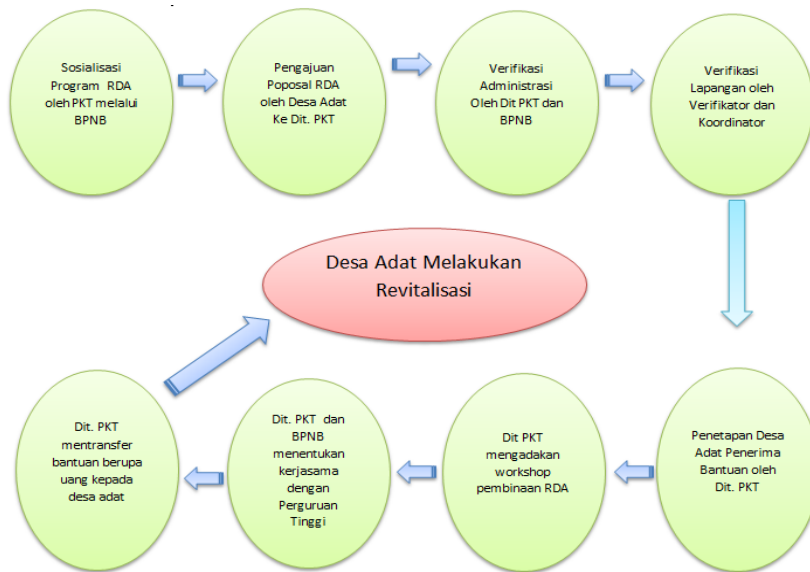 Sosialisasi
Program RDA
oleh PKT melalui
BPNB
Pengajuan
Poposal RDA
oleh Desa Adat
Ke Dit. PKT
Verifikasi
Administrasi
Oleh Dit PKT dan
BPNB
Verifikasi
Lapangan oleh
Verifikator dan
Koordinator
Desa Adat Melakukan
Revitalisasi
Dit. PKT
mentransfer
bantuan berupa
uang kepada
desa adat
Dit. PKT dan
BPNB
menentukan
kerjasama
dengan
Perguruan
Tinggi
Dit PKT
mengadakan
workshop
pembinaan RDA
Penetapan Desa
Adat Penerima
Bantuan oleh
Dit. PKT